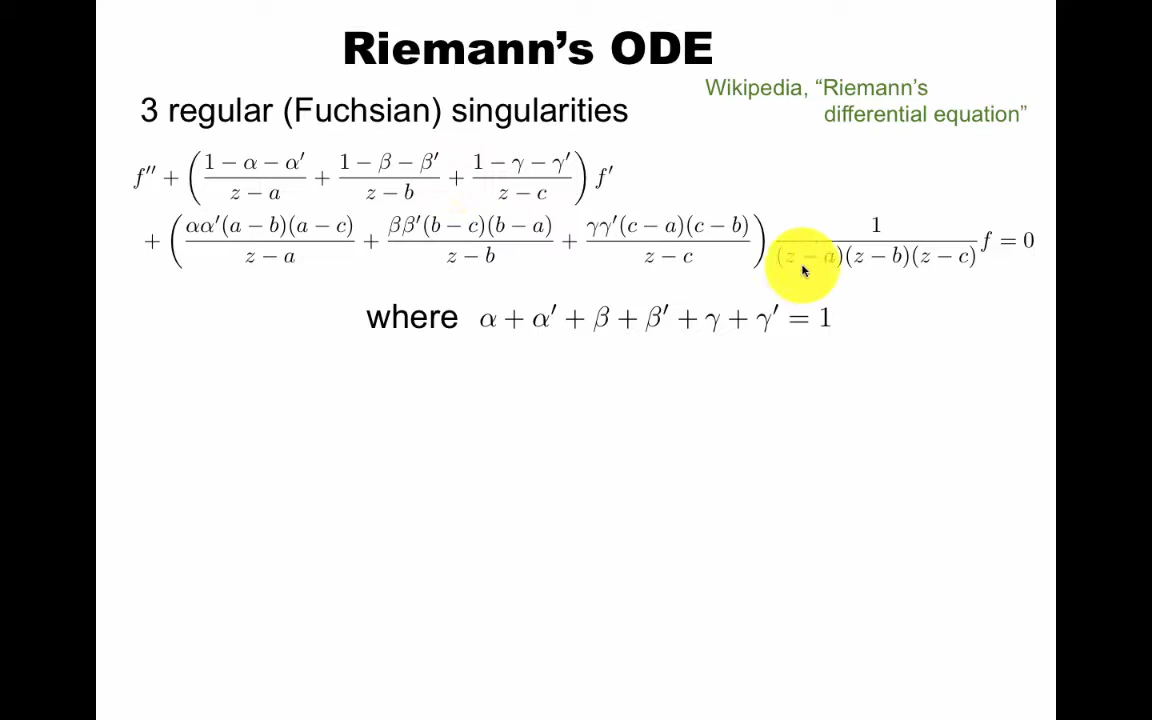 Riemann's ODE
Wikipedia, “Riemann's
differential equation”
3 regular (Fuchsian) singularities
f'' + ( (1 − α − α′)/(z − a) + (1 − β − β′)/(z − b) + (1 − γ − γ′)/(z − c) ) f′
+ ( αα′(a − b)(a − c)/(z − a) + ββ′(b − c)(b − a)/(z − b) + γγ′(c − a)(c − b)/(z − c) ) 1/((z − a)(z − b)(z − c)) f = 0
where α + α′ + β + β′ + γ + γ′ = 1